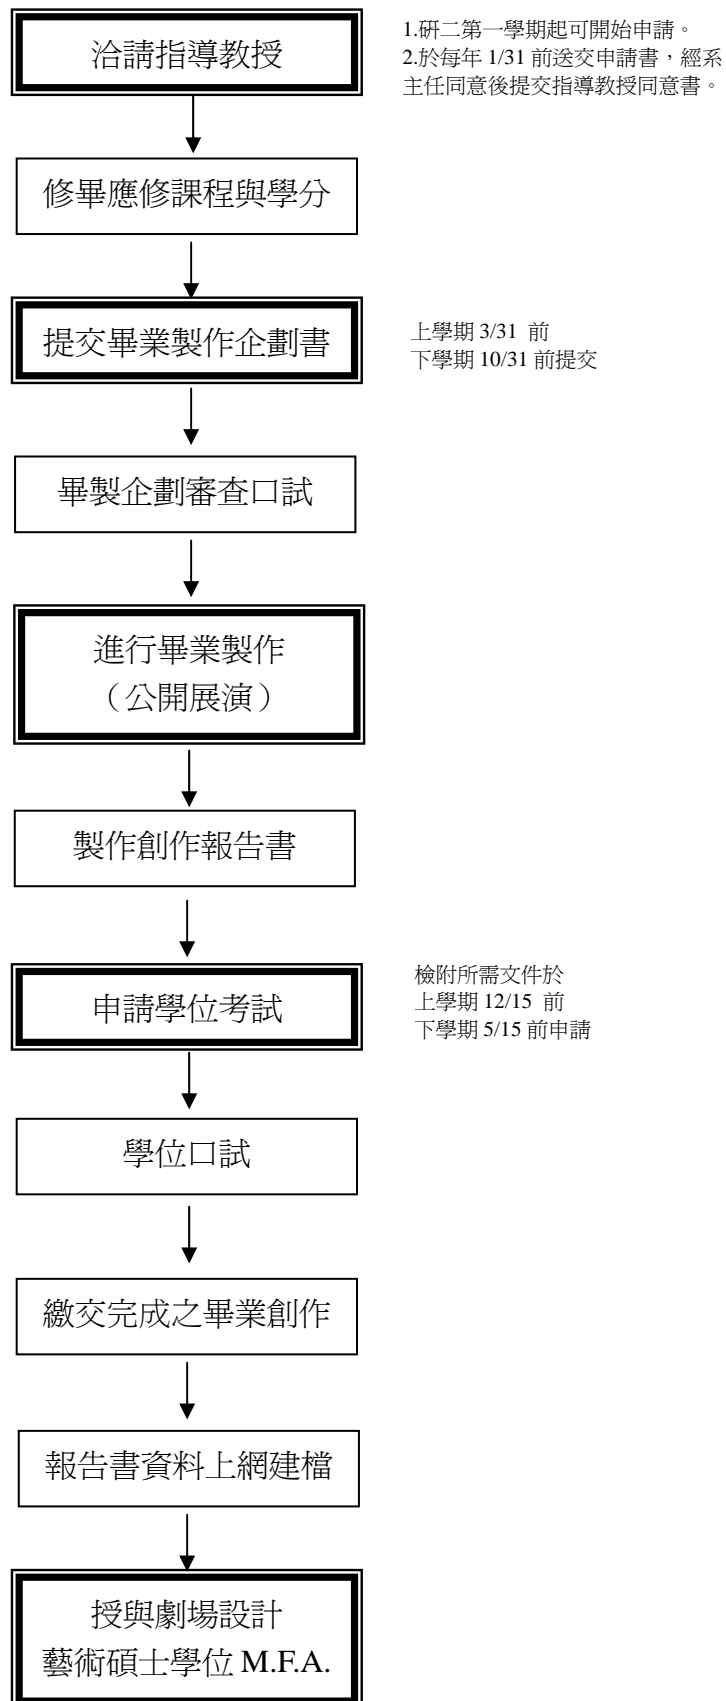 洽請指導教授
1.研二第一學期起可開始申請。
2.於每年 1/31 前送交申請書，經系
主任同意後提交指導教授同意書。
修畢應修課程與學分
提交畢業製作企劃書
上學期 3/31 前
下學期 10/31 前提交
畢製企劃審查口試
進行畢業製作
（公開展演）
製作創作報告書
申請學位考試
檢附所需文件於
上學期 12/15 前
下學期 5/15 前申請
學位口試
繳交完成之畢業創作
報告書資料上網建檔
授與劇場設計
藝術碩士學位 M.F.A.